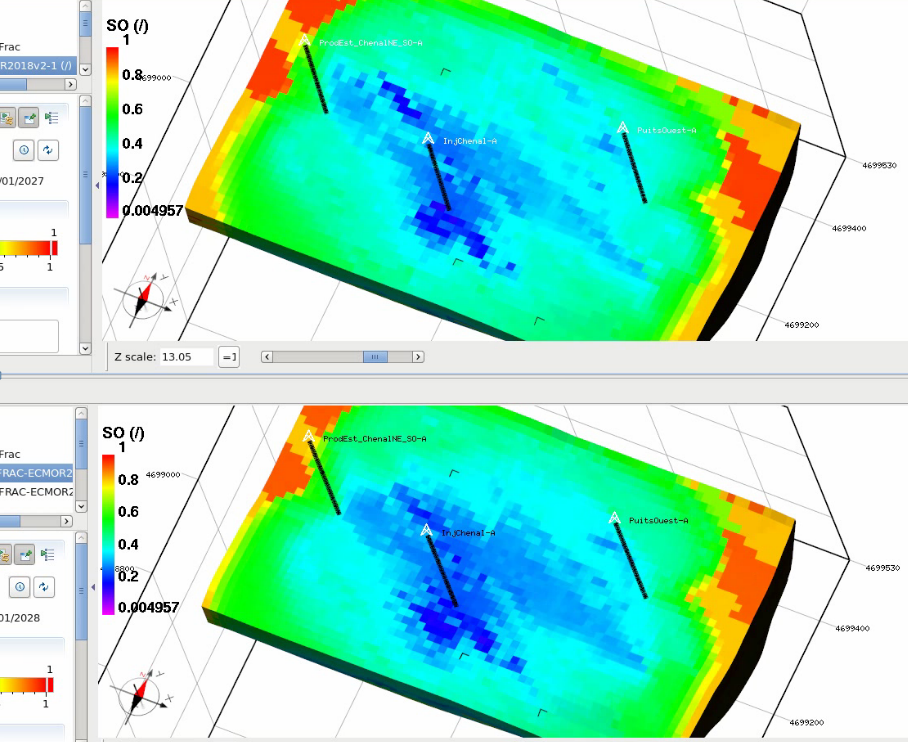 SO (/)
1
Frac
R2018v2-1 (/)
0.8
4699000
ProdEst_ChenalNE_SO-A
0.6
InjChenal-A
PuitsOuest-A
0.4
4699530
/01/2027
0.2
0.004957
4699400
1
1
N
Y
X
4699200
Z scale: 13.05
=1
SO (/)
1
Frac
FRAC-ECMOR2
FRAC-ECMOR2
0.8
4699000
ProdEst_ChenalNE_SO-A
0.6
InjChenal-A
PuitsOuest-A
0.4
4699530
0.2
0.004957
01/2028
4699400
1
1
Y
X
4699200